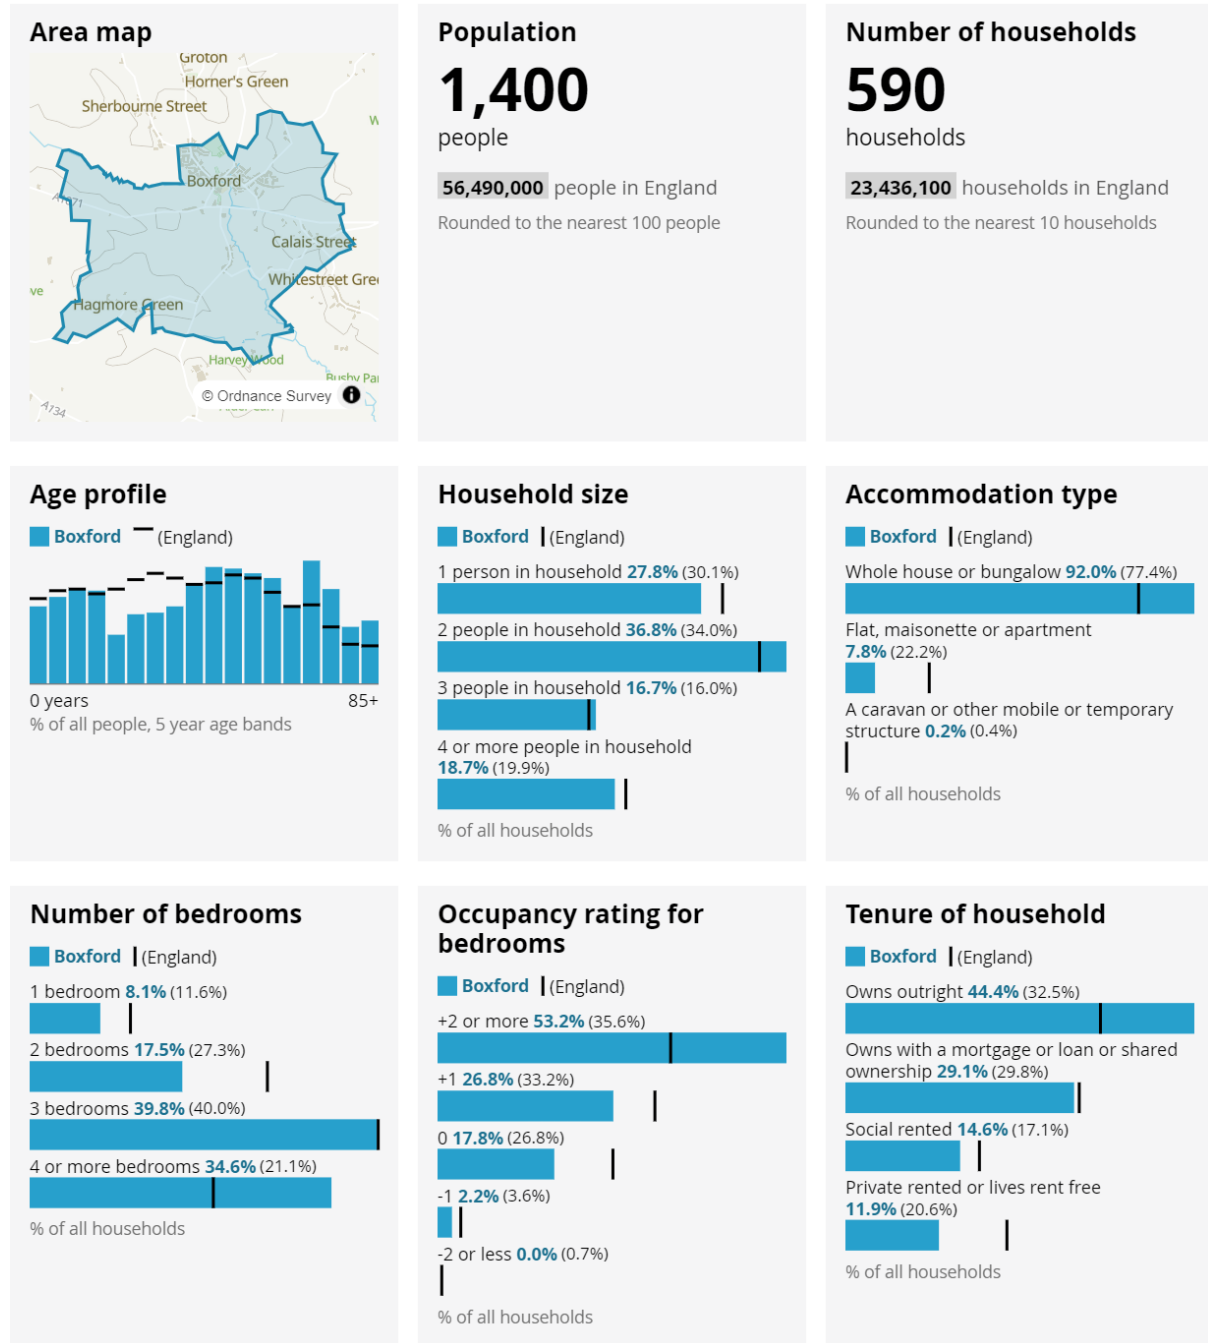 Area map
Groton
Horner's Green
Sherbourne Street
Boxford
A1071
Calais Street
Whitestreet Gree
ve
Hagmore Green
Harvey Wood
Bushy Par
© Ordnance Survey
A134
Population
1,400
people
56,490,000 people in England
Rounded to the nearest 100 people
Number of households
590
households
23,436,100 households in England
Rounded to the nearest 10 households
Age profile
Boxford (England)
0 years 85+
% of all people, 5 year age bands
Household size
Boxford (England)
1 person in household 27.8% (30.1%)
2 people in household 36.8% (34.0%)
3 people in household 16.7% (16.0%)
4 or more people in household
18.7% (19.9%)
% of all households
Accommodation type
Boxford (England)
Whole house or bungalow 92.0% (77.4%)
Flat, maisonette or apartment
7.8% (22.2%)
A caravan or other mobile or temporary
structure 0.2% (0.4%)
% of all households
Number of bedrooms
Boxford (England)
1 bedroom 8.1% (11.6%)
2 bedrooms 17.5% (27.3%)
3 bedrooms 39.8% (40.0%)
4 or more bedrooms 34.6% (21.1%)
% of all households
Occupancy rating for
bedrooms
Boxford (England)
+2 or more 53.2% (35.6%)
+1 26.8% (33.2%)
0 17.8% (26.8%)
-1 2.2% (3.6%)
-2 or less 0.0% (0.7%)
% of all households
Tenure of household
Boxford (England)
Owns outright 44.4% (32.5%)
Owns with a mortgage or loan or shared
ownership 29.1% (29.8%)
Social rented 14.6% (17.1%)
Private rented or lives rent free
11.9% (20.6%)
% of all households